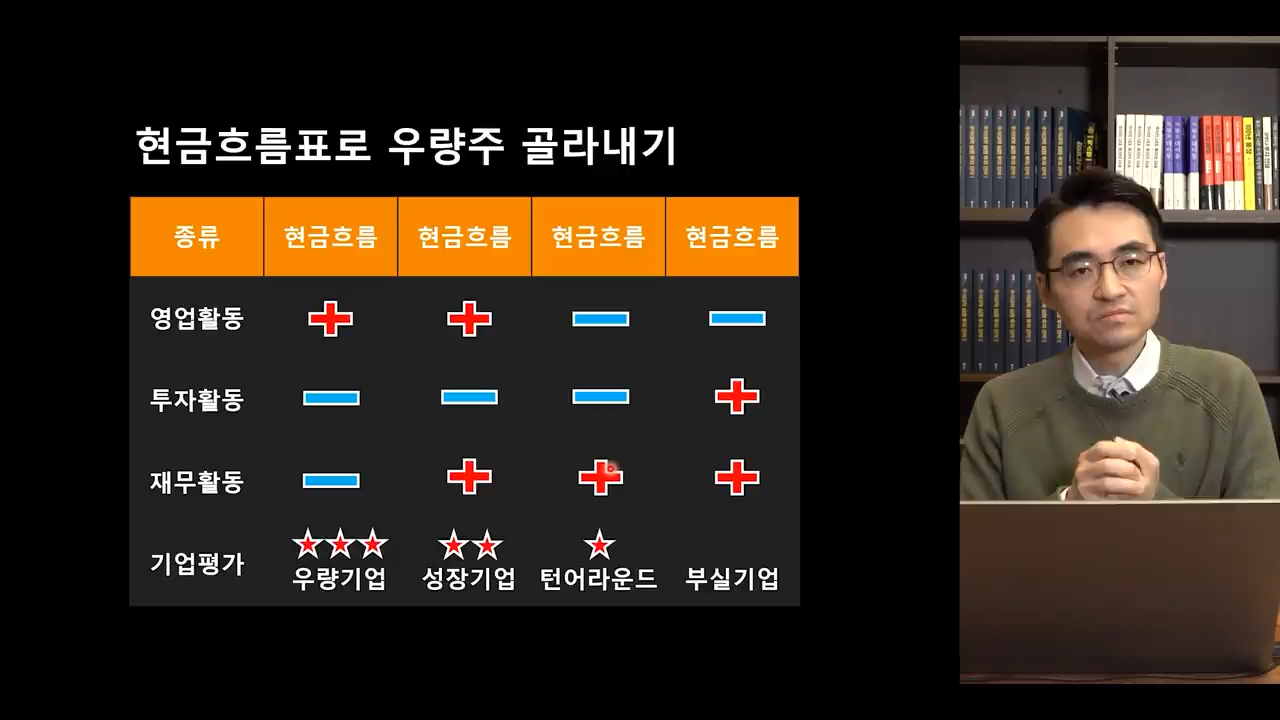 현금흐름표로 우량주 골라내기
종류 현금흐름 현금흐름 현금흐름 현금흐름
영업활동
투자활동
재무활동
기업평가 우량기업 성장기업 턴어라운드 부실기업